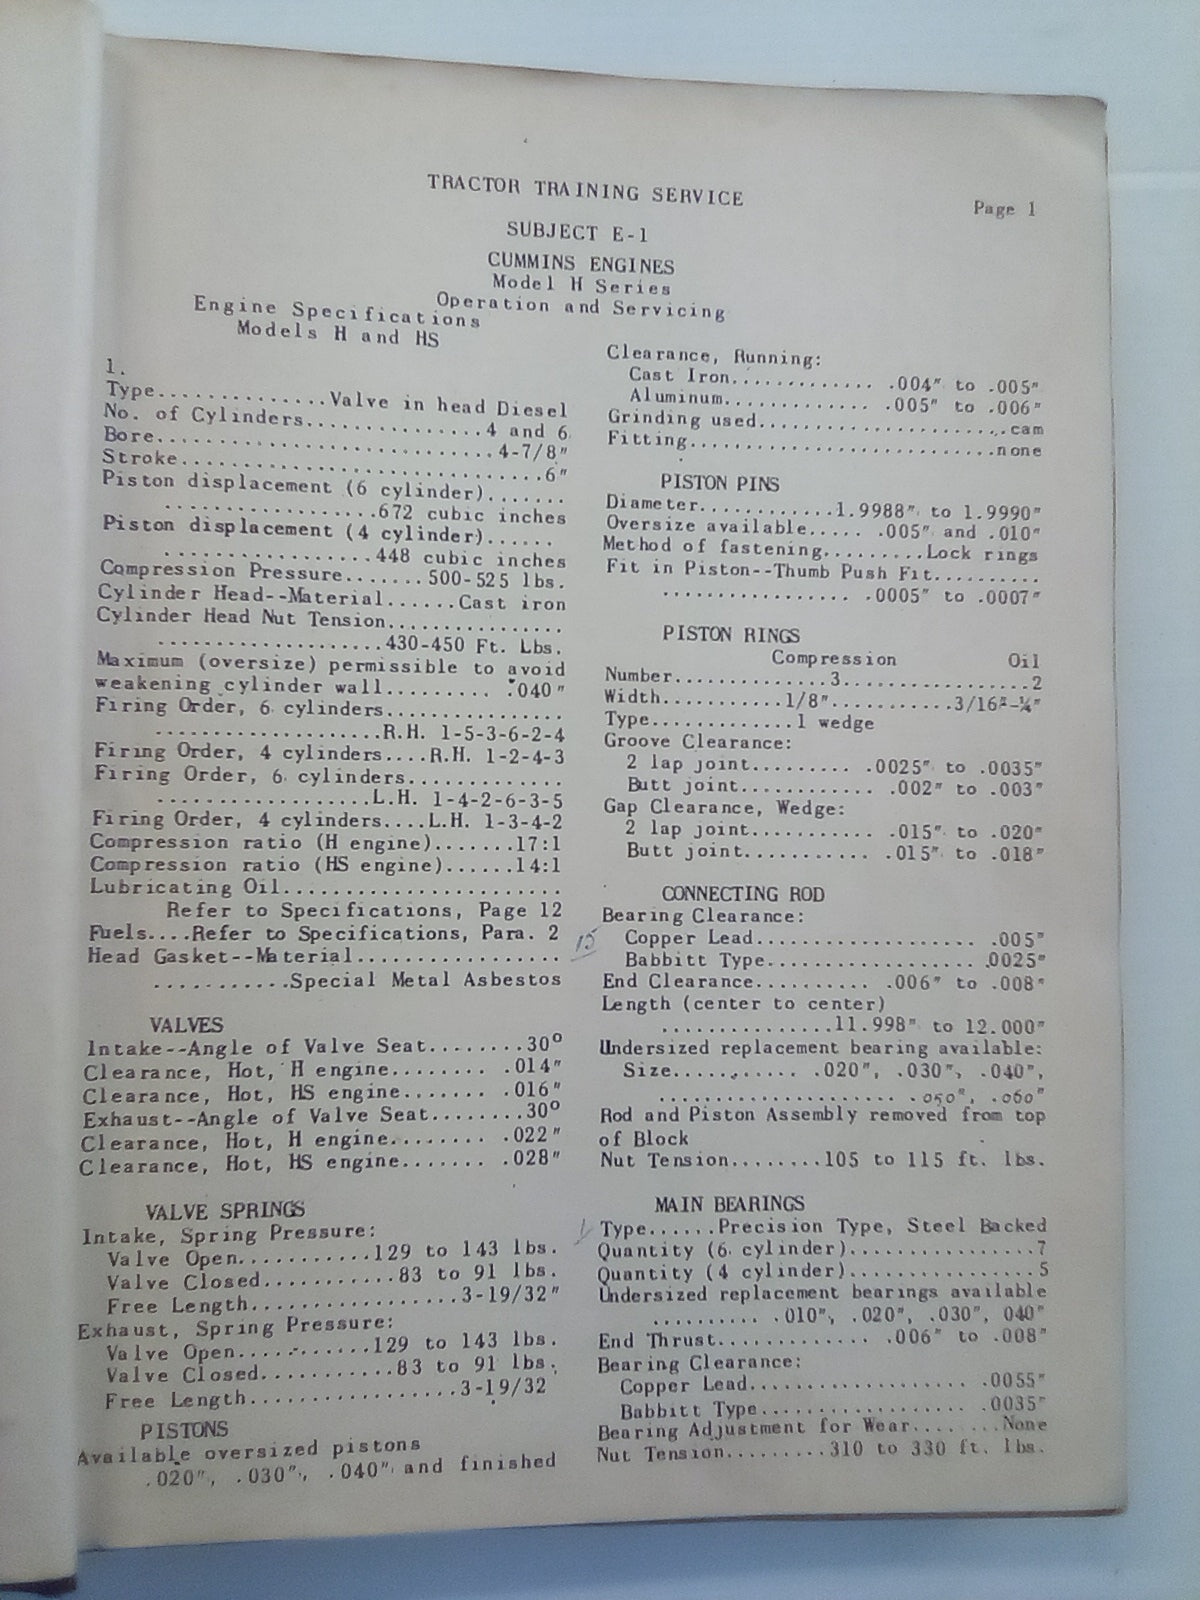 TRACTOR TRAINING SERVICE
Page 1
SUBJECT E-1
CUMMINS ENGINES
Model H Series
Operation and Servicing
Engine Specifications
Models H and HS
1.
Type..............Valve in head Diesel
No. of Cylinders...............4 and 6
Bore.............................4-7/8"
Stroke..............................6"
Piston displacement (6 cylinder).......
..................672 cubic inches
Piston displacement (4 cylinder)......
..................448 cubic inches
Compression Pressure.......500-525 lbs.
Cylinder Head--Material......Cast iron
Cylinder Head Nut Tension...............
.....................430-450 Ft. Lbs.
Maximum (oversize) permissible to avoid
weakening cylinder wall......... .040"
Firing Order, 6 cylinders...............
...................R.H. 1-5-3-6-2-4
Firing Order, 4 cylinders....R.H. 1-2-4-3
Firing Order, 6 cylinders.............
..................L.H. 1-4-2-6-3-5
Firing Order, 4 cylinders....L.H. 1-3-4-2
Compression ratio (H engine).......17:1
Compression ratio (HS engine)......14:1
Lubricating Oil.......................
Refer to Specifications, Page 12
Fuels....Refer to Specifications, Para. 2
Head Gasket--Material.................
...........Special Metal Asbestos
VALVES
Intake--Angle of Valve Seat........30°
Clearance, Hot, H engine........ .014"
Clearance, Hot, HS engine....... .016"
Exhaust--Angle of Valve Seat.......30°
Clearance, Hot, H engine........ .022"
Clearance, Hot, HS engine....... .028"
VALVE SPRINGS
Intake, Spring Pressure:
Valve Open..........129 to 143 lbs.
Valve Closed...........83 to 91 lbs.
Free Length.................3-19/32"
Exhaust, Spring Pressure:
Valve Open..........129 to 143 lbs.
Valve Closed...........83 to 91 lbs.
Free Length.................3-19/32
PISTONS
Available oversized pistons
.020", .030", .040" and finished
Clearance, Running:
Cast Iron............. .004" to .005"
Aluminum............. .005" to .006"
Grinding used.......................cam
Fitting............................none
PISTON PINS
Diameter............1.9988" to 1.9990"
Oversize available..... .005" and .010"
Method of fastening.........Lock rings
Fit in Piston--Thumb Push Fit..........
................. .0005" to .0007"
PISTON RINGS
Compression Oil
Number..............3..................2
Width...........1/8"...........3/16"-¼"
Type.............1 wedge
Groove Clearance:
2 lap joint......... .0025" to .0035"
Butt joint........... .002" to .003"
Gap Clearance, Wedge:
2 lap joint.......... .015" to .020"
Butt joint........... .015" to .018"
CONNECTING ROD
Bearing Clearance:
15
Copper Lead................... .005"
Babbitt Type.................. .0025"
End Clearance.......... .006" to .008"
Length (center to center)
...............11.998" to 12.000"
Undersized replacement bearing available:
Size.......... .020", .030", .040",
..................... .050", .060"
Rod and Piston Assembly removed from top
of Block
Nut Tension........105 to 115 ft. lbs.
MAIN BEARINGS
Type......Precision Type, Steel Backed
Quantity (6 cylinder)................7
Quantity (4 cylinder)................5
Undersized replacement bearings available
......... .010", .020", .030", 040"
End Thrust............. .006" to .008"
Bearing Clearance:
Copper Lead................... .0055"
Babbitt Type.................. .0035"
Bearing Adjustment for Wear........None
Nut Tension.........310 to 330 ft. lbs.